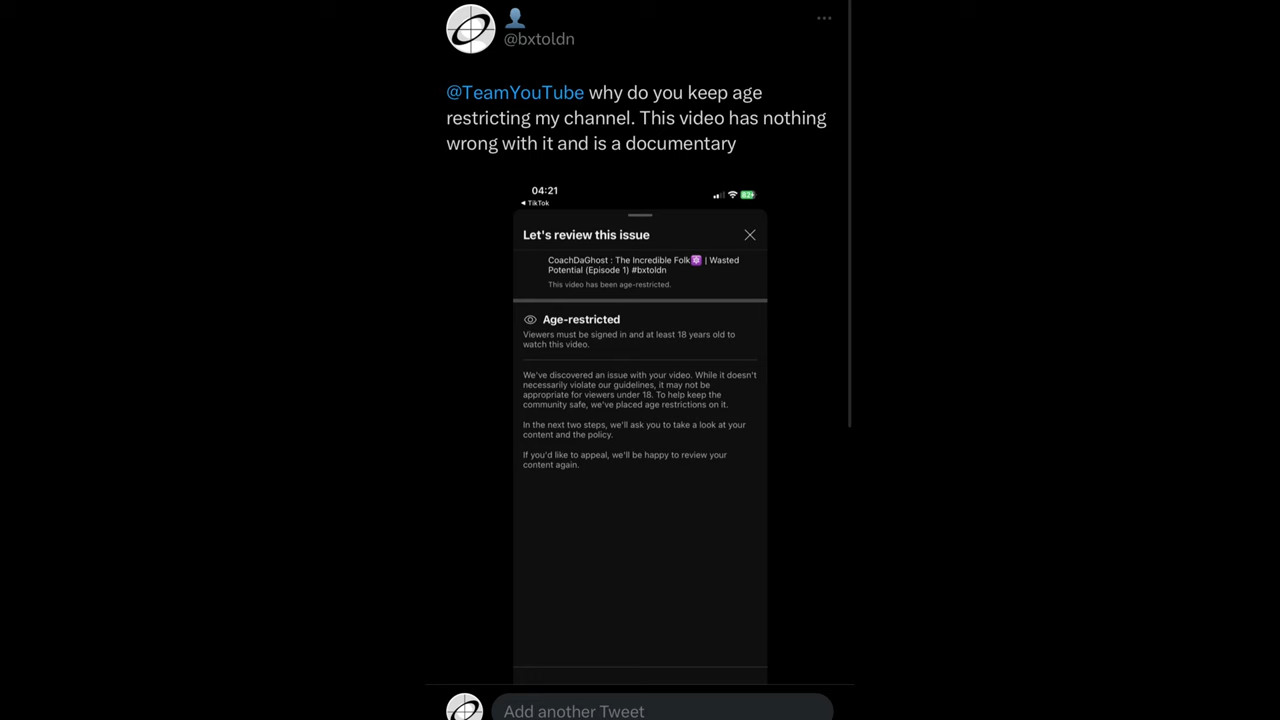 @bxtoldn
@TeamYouTube why do you keep age
restricting my channel. This video has nothing
wrong with it and is a documentary
04:21
82
◄ TikTok
Let's review this issue
CoachDaGhost : The Incredible Folk🔯 | Wasted
Potential (Episode 1) #bxtoldn
This video has been age-restricted.
Age-restricted
Viewers must be signed in and at least 18 years old to
watch this video.
We've discovered an issue with your video. While it doesn't
necessarily violate our guidelines, it may not be
appropriate for viewers under 18. To help keep the
community safe, we've placed age restrictions on it.
In the next two steps, we'll ask you to take a look at your
content and the policy.
If you'd like to appeal, we'll be happy to review your
content again.
Add another Tweet